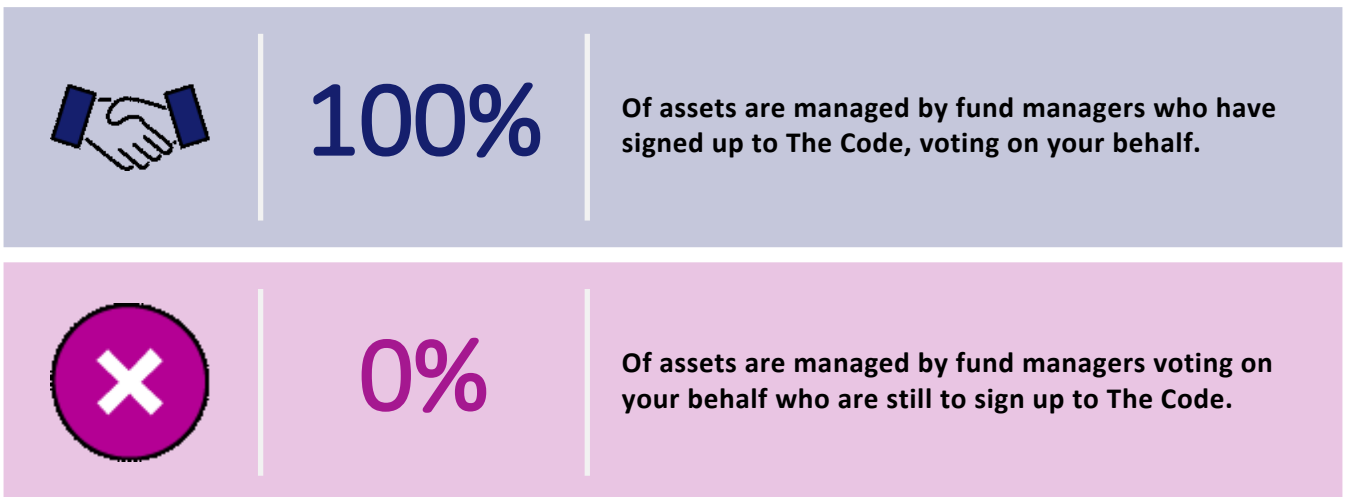 100%
Of assets are managed by fund managers who have
signed up to The Code, voting on your behalf.
0%
Of assets are managed by fund managers voting on
your behalf who are still to sign up to The Code.